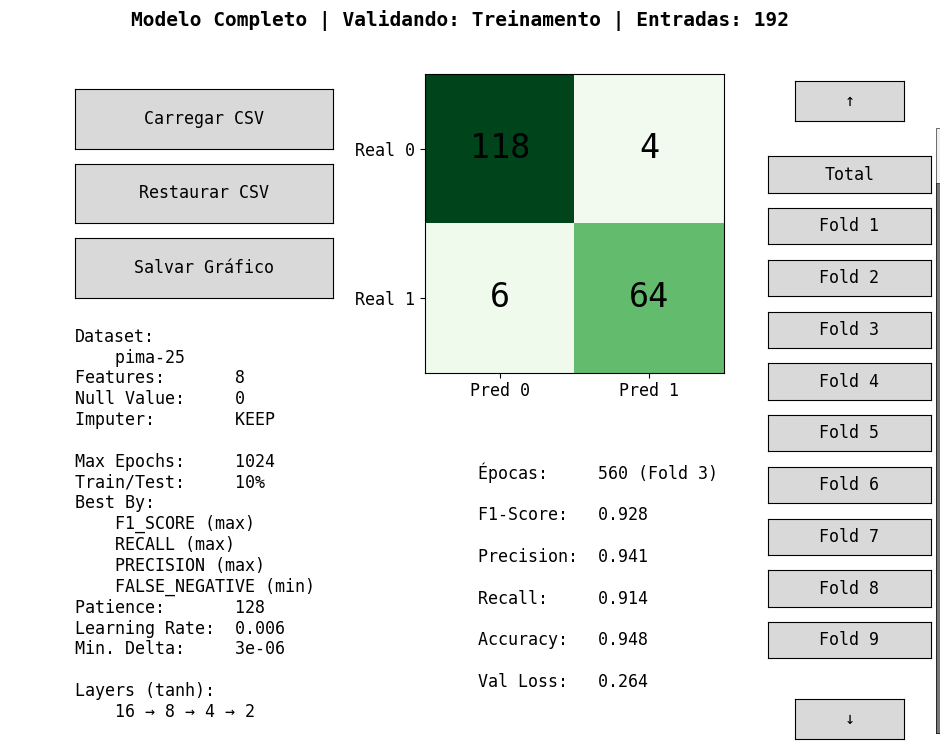 Modelo Completo | Validando: Treinamento | Entradas: 192
Carregar CSV
Restaurar CSV
Salvar Gráfico
Dataset:
pima-25
Features: 8
Null Value: 0
Imputer: KEEP
Max Epochs: 1024
Train/Test: 10%
Best By:
F1_SCORE (max)
RECALL (max)
PRECISION (max)
FALSE_NEGATIVE (min)
Patience: 128
Learning Rate: 0.006
Min. Delta: 3e-06
Layers (tanh):
16 → 8 → 4 → 2
Real 0 118 4
Real 1 6 64
Pred 0 Pred 1
Épocas: 560 (Fold 3)
F1-Score: 0.928
Precision: 0.941
Recall: 0.914
Accuracy: 0.948
Val Loss: 0.264
↑
Total
Fold 1
Fold 2
Fold 3
Fold 4
Fold 5
Fold 6
Fold 7
Fold 8
Fold 9
↓